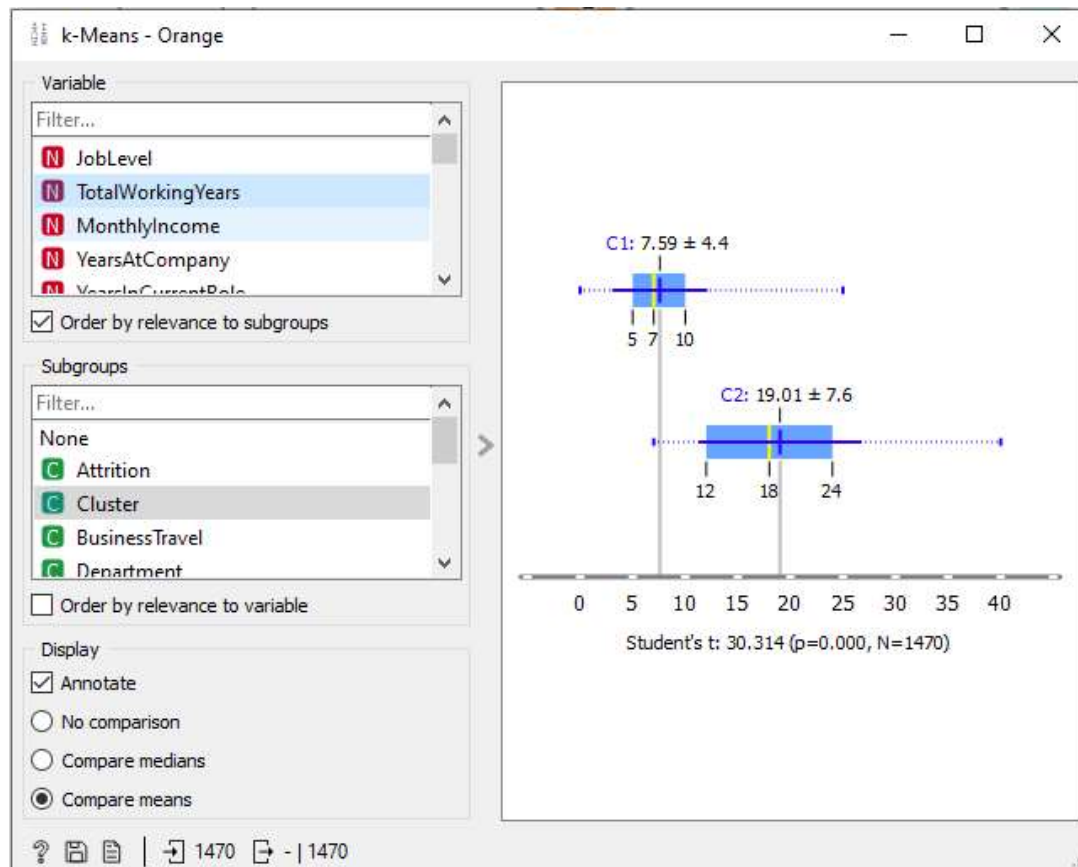 k-Means - Orange
Variable
Filter...
N JobLevel
N TotalWorkingYears
N MonthlyIncome
N YearsAtCompany
N YearsInCurrentRole
Order by relevance to subgroups
Subgroups
Filter...
None
C Attrition
C Cluster
C BusinessTravel
C Department
Order by relevance to variable
Display
Annotate
No comparison
Compare medians
Compare means
? 1470 - | 1470
C1: 7.59 ± 4.4
5 7 10
C2: 19.01 ± 7.6
12 18 24
0 5 10 15 20 25 30 35 40
Student's t: 30.314 (p=0.000, N=1470)